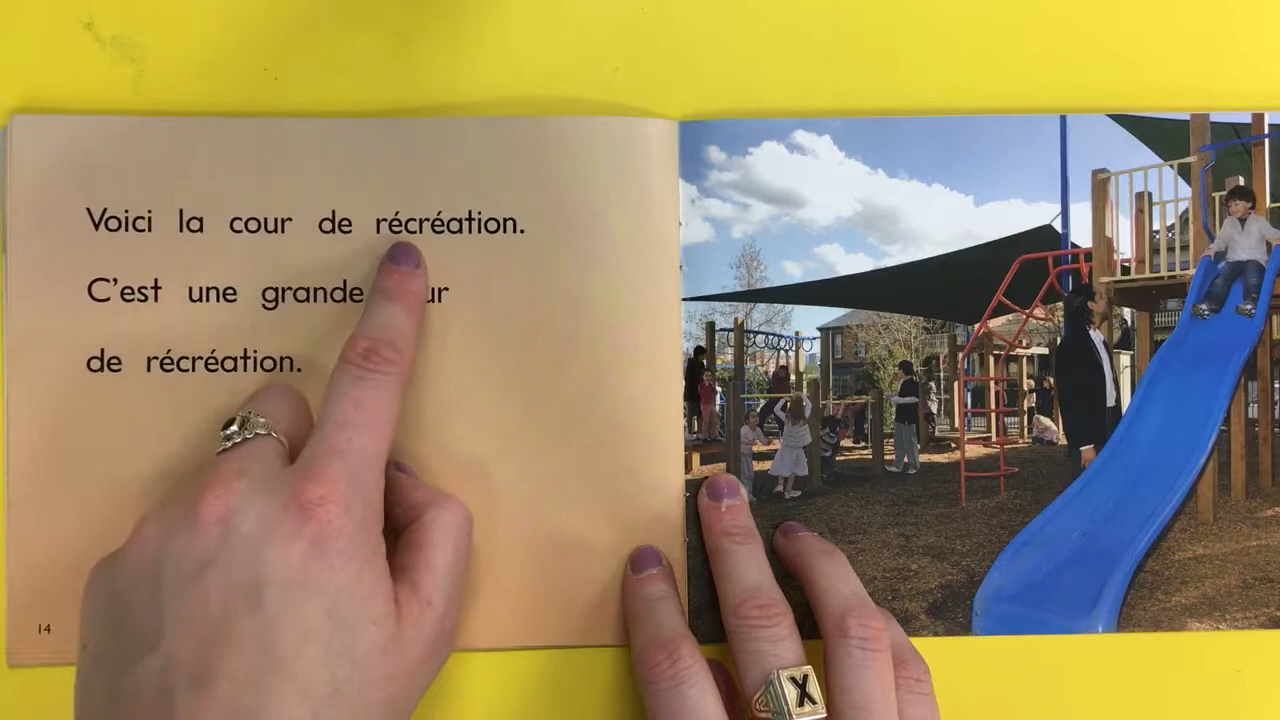 Voici la cour de récréation.
C'est une grande
de récréation.
14
X